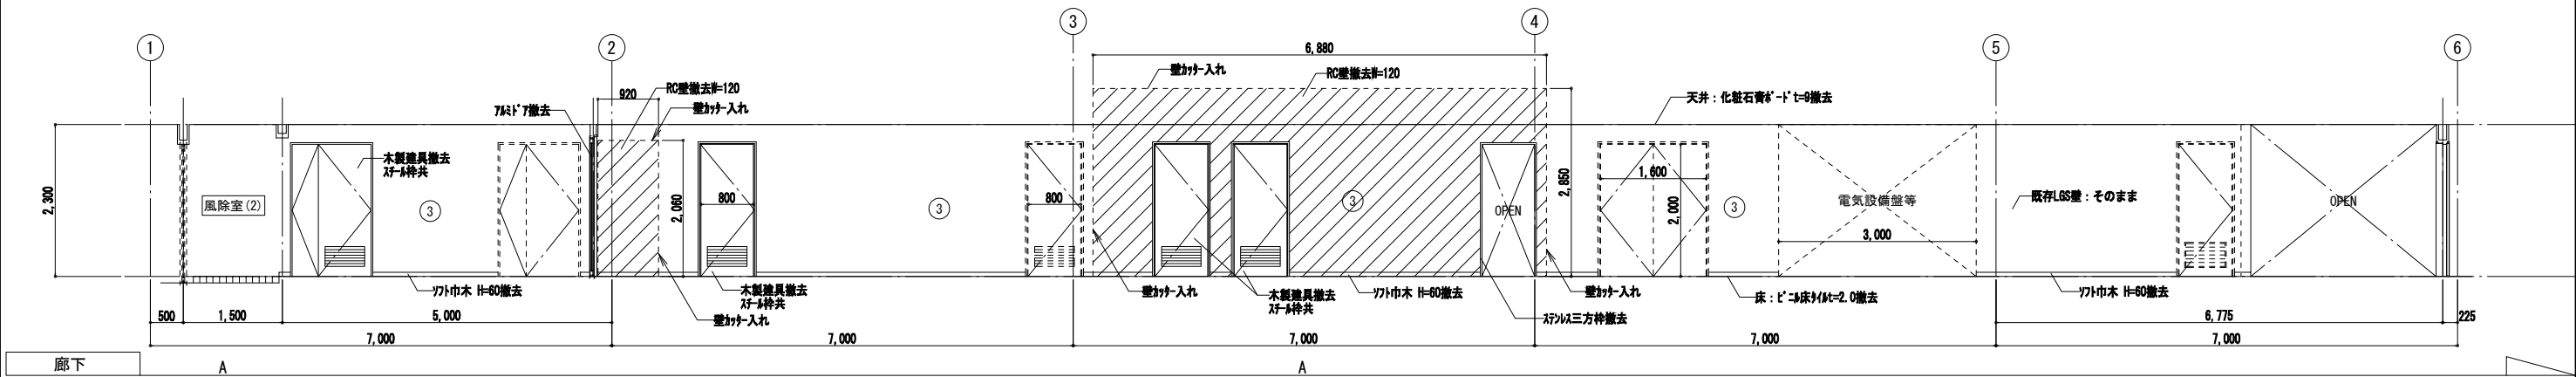 ① ② ③ ④ ⑤ ⑥
6,880
壁ｶｯﾀｰ入れ
RC壁撤去W=120
920
RC壁撤去W=120
壁ｶｯﾀｰ入れ
ｱﾙﾐﾄﾞｱ撤去
天井：化粧石膏ﾎﾞｰﾄﾞt=9撤去
木製建具撤去
ｽﾁｰﾙ枠共
2,300
風除室(2)
③
2,060
800
③
800
③
2,850
OPEN
1,600
2,000
③
電気設備盤等
3,000
既存LGS壁：そのまま
OPEN
ｿﾌﾄ巾木 H=60撤去
木製建具撤去
ｽﾁｰﾙ枠共
壁ｶｯﾀｰ入れ
壁ｶｯﾀｰ入れ
木製建具撤去
ｽﾁｰﾙ枠共
ｿﾌﾄ巾木 H=60撤去
ｽﾃﾝﾚｽ三方枠撤去
壁ｶｯﾀｰ入れ
床：ﾋﾞﾆﾙ床ﾀｲﾙt=2.0撤去
ｿﾌﾄ巾木 H=60撤去
500 1,500 5,000
6,775 225
7,000 7,000 7,000 7,000 7,000
廊下
A A